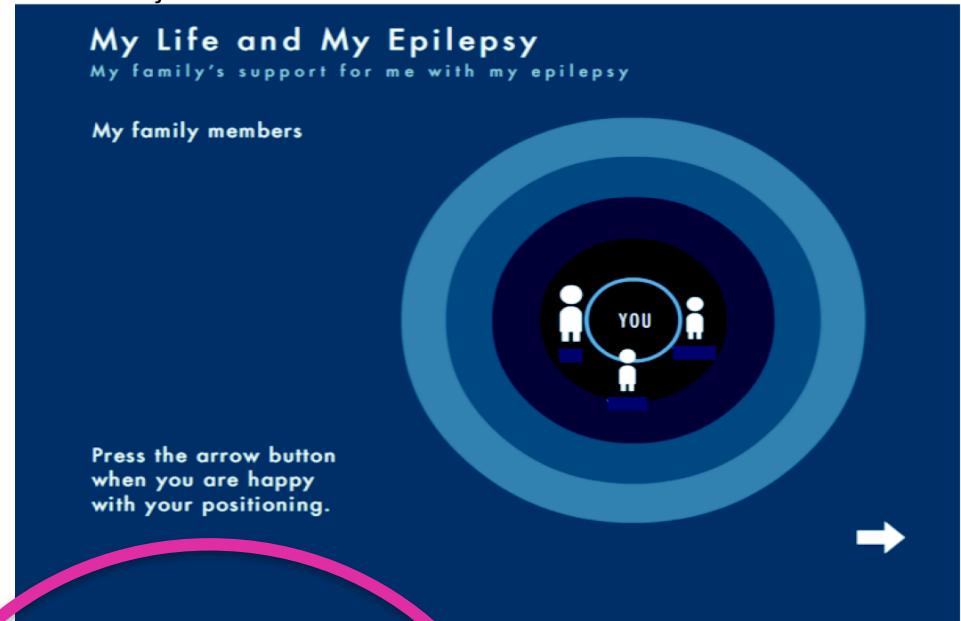 My Life and My Epilepsy
My family's support for me with my epilepsy
My family members
YOU
Press the arrow button
when you are happy
with your positioning.